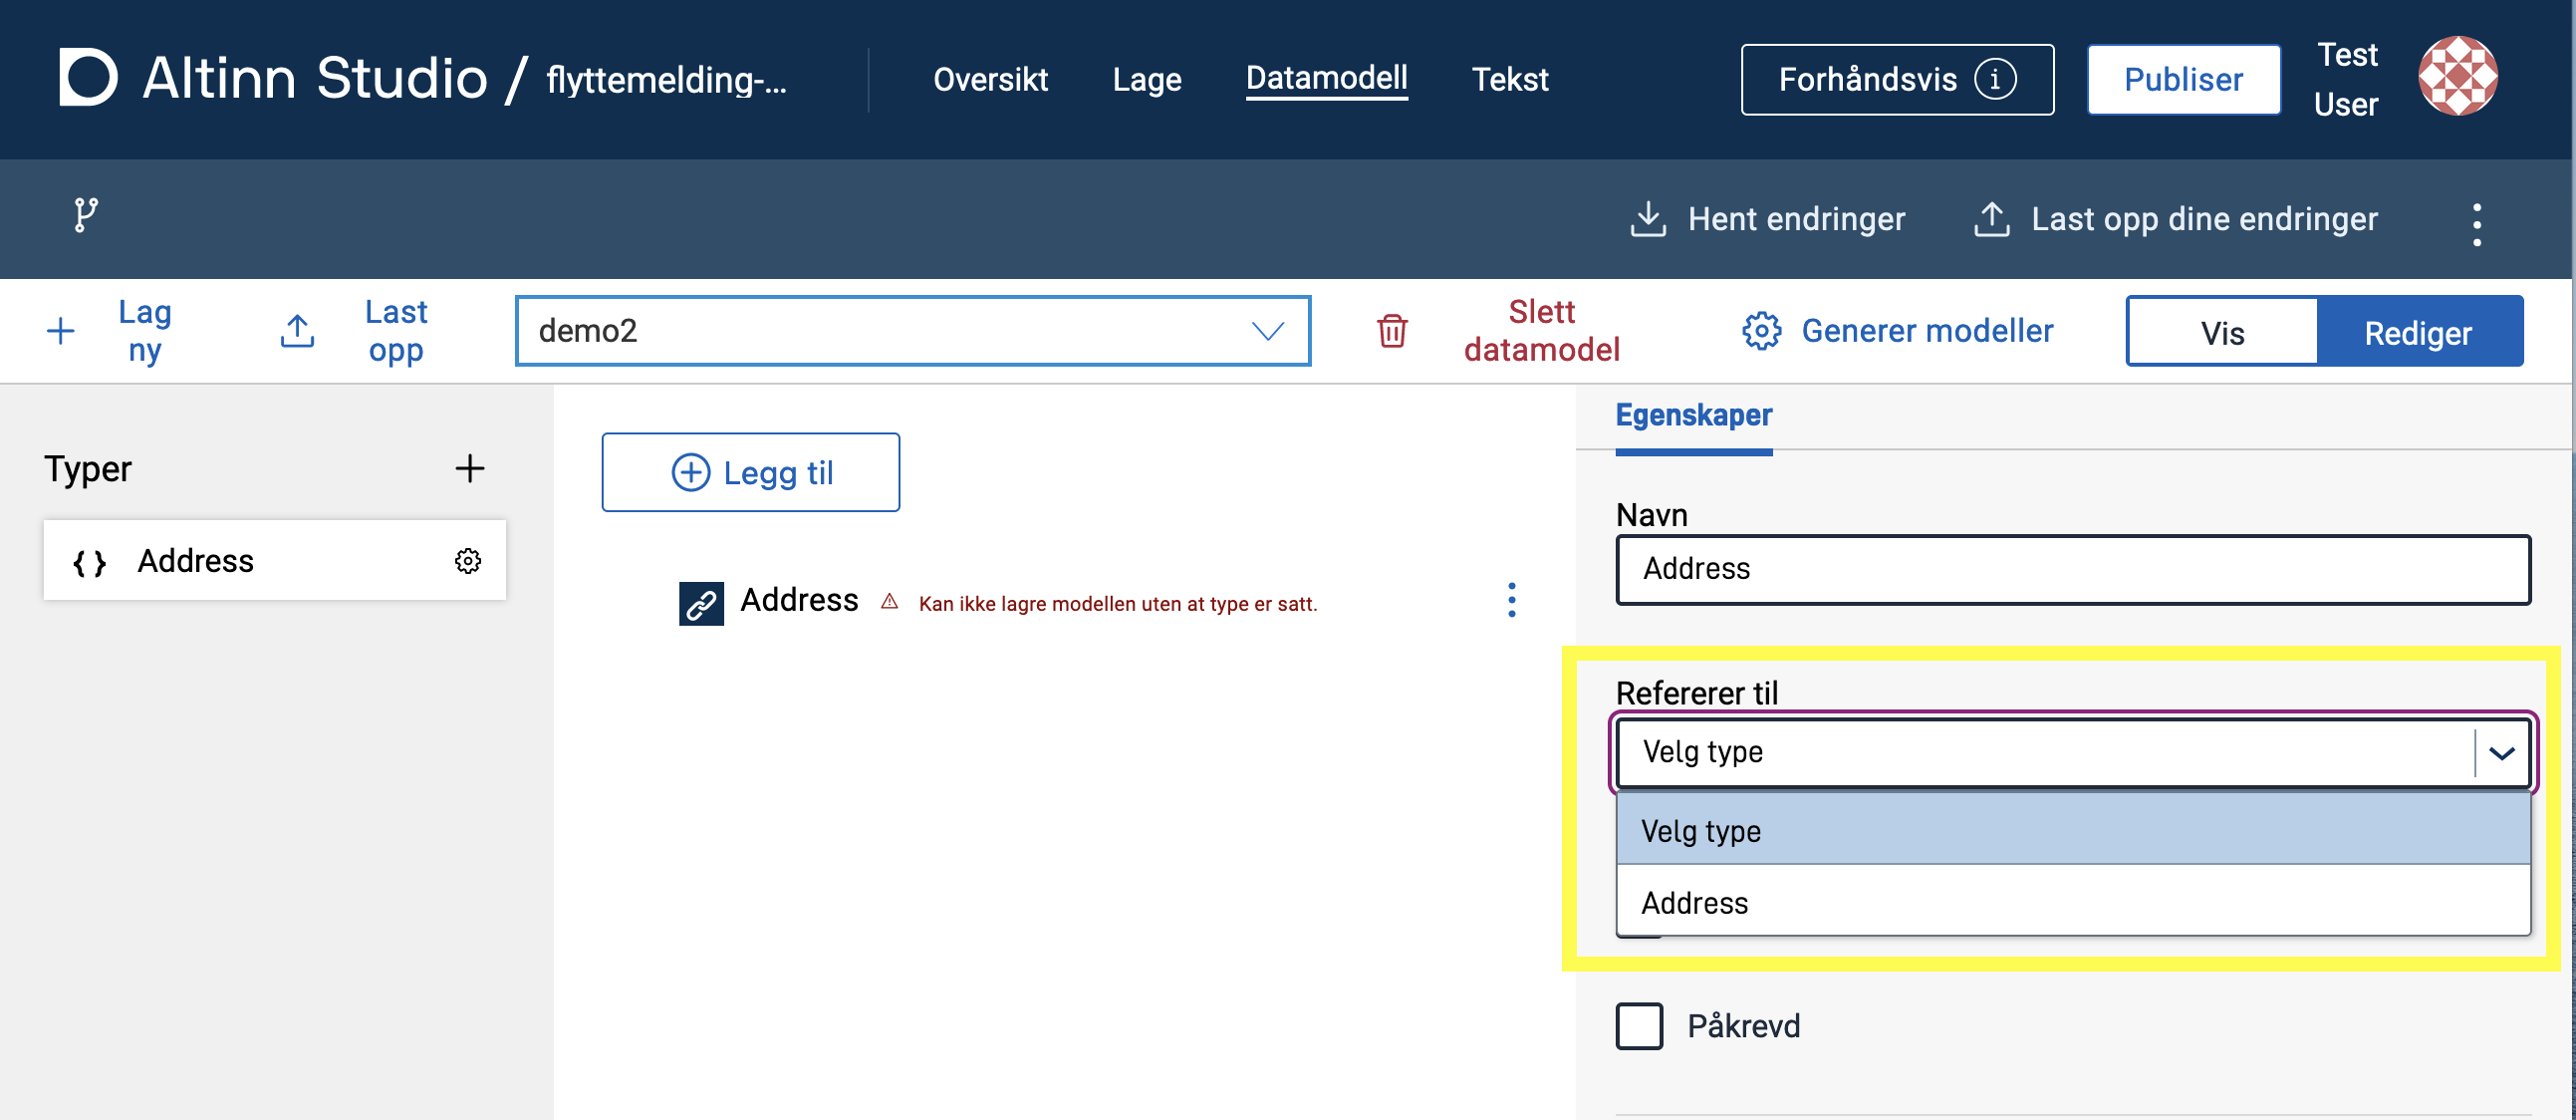 Altinn Studio / flyttemelding-...
Oversikt
Lage
Datamodell
Tekst
Forhåndsvis
Publiser
Test
User
Hent endringer
Last opp dine endringer
Lag
ny
Last
opp
demo2
Slett
datamodel
Generer modeller
Vis
Rediger
Typer
Address
Legg til
Address
Kan ikke lagre modellen uten at type er satt.
Egenskaper
Navn
Address
Refererer til
Velg type
Velg type
Address
Påkrevd